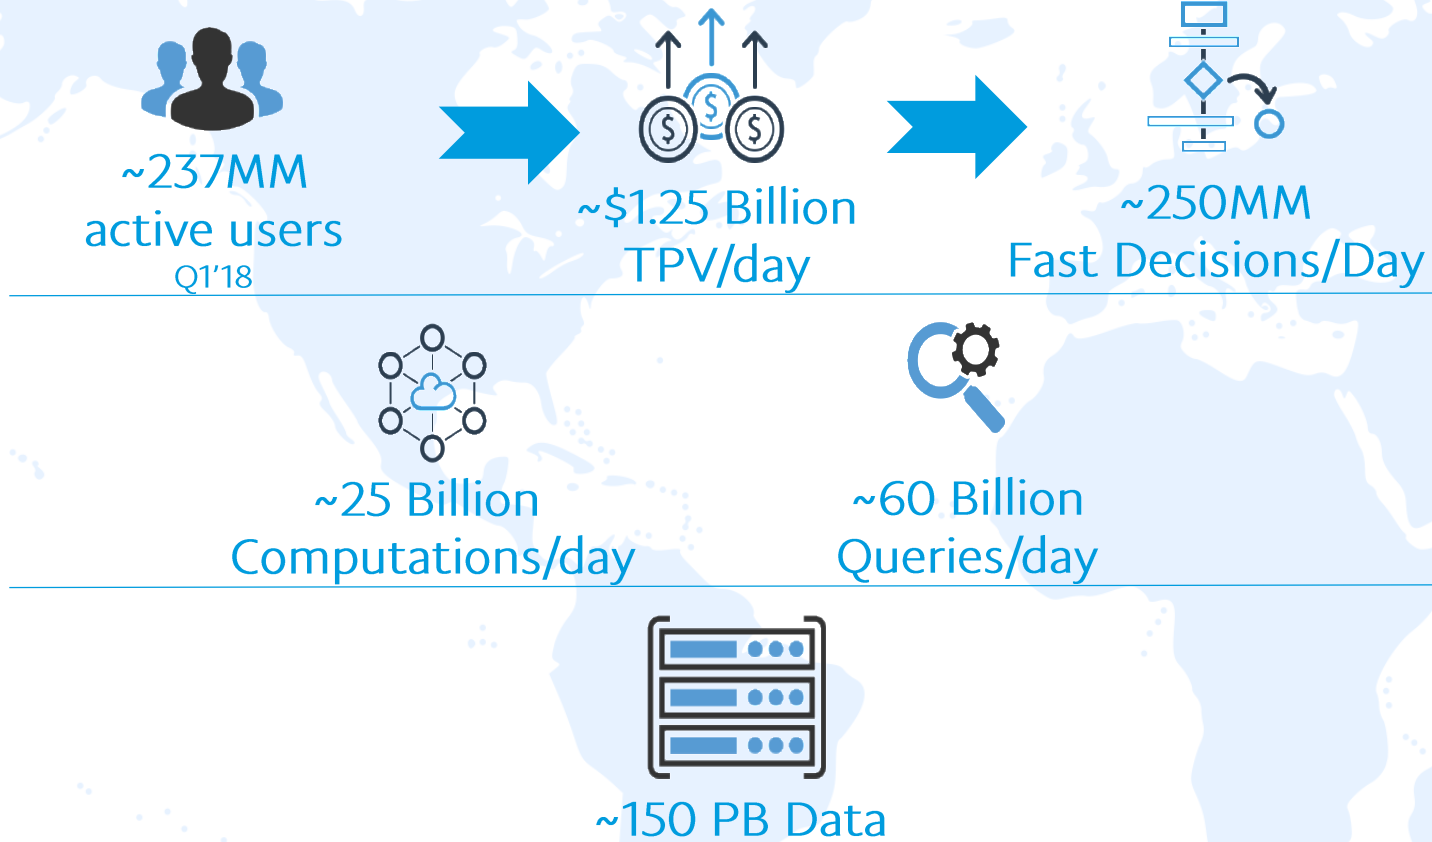 ~237MM
active users
Q1'18
~$1.25 Billion
TPV/day
~250MM
Fast Decisions/Day
~25 Billion
Computations/day
~60 Billion
Queries/day
~150 PB Data